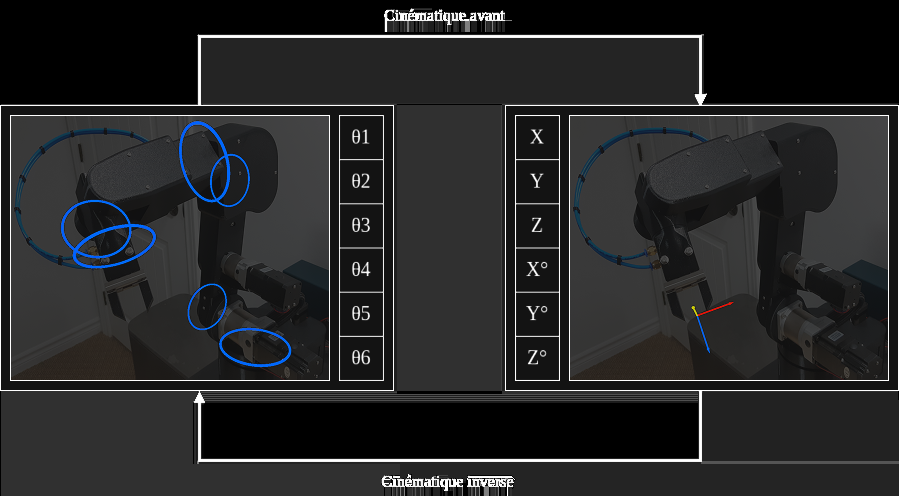 Cinématique avant
θ1
θ2
θ3
θ4
θ5
θ6
X
Y
Z
X°
Y°
Z°
Cinématique inverse